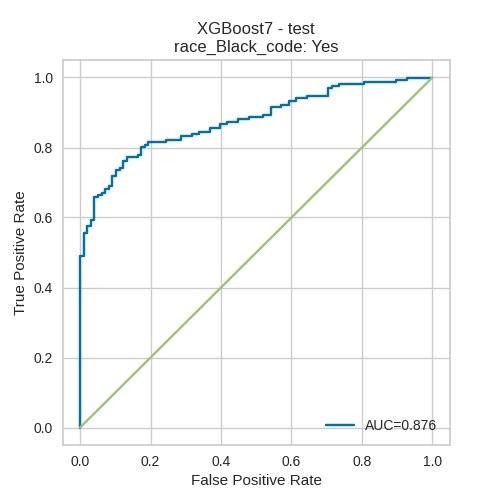 XGBoost7 - test
race_Black_code: Yes
True Positive Rate
1.0
0.8
0.6
0.4
0.2
0.0
AUC=0.876
0.0 0.2 0.4 0.6 0.8 1.0
False Positive Rate